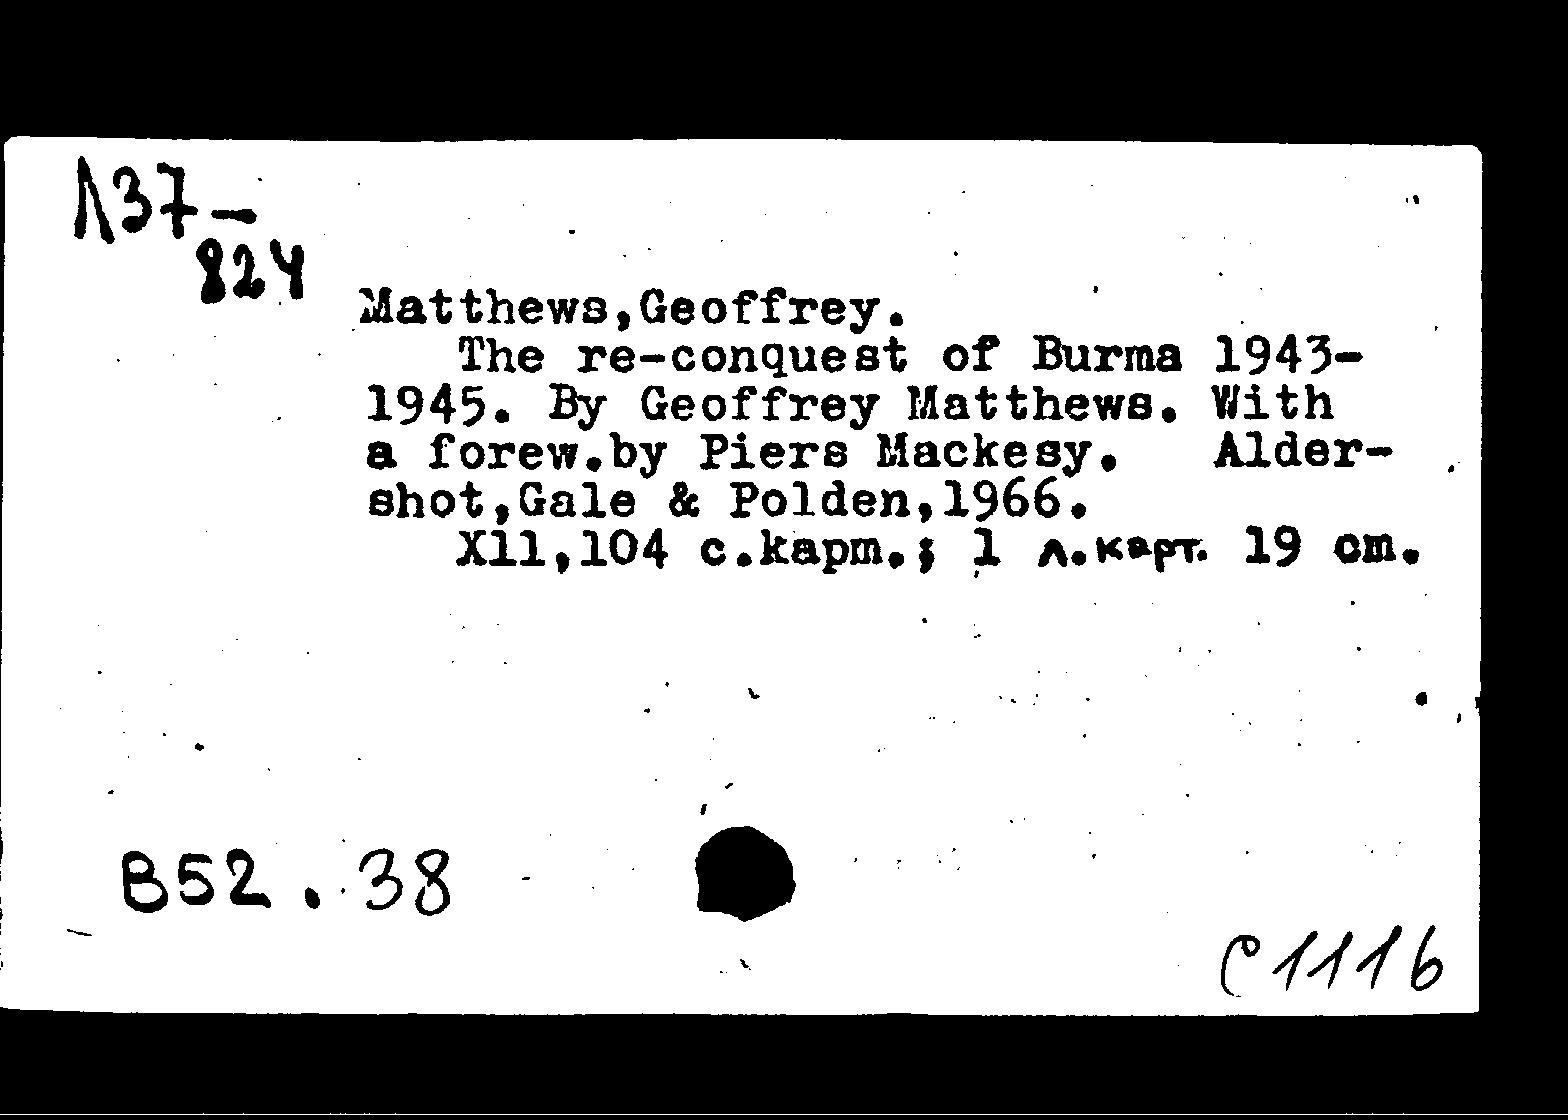 Л37-
824
Matthews,Geoffrey.
The re-conquest of Burma 1943-
1945. By Geoffrey Matthews. With
a forew.by Piers Mackesy. Alder-
shot,Gale & Polden,1966.
X11,104 c.kapm.; 1 л.карт. 19 cm.
B52.38
C1116